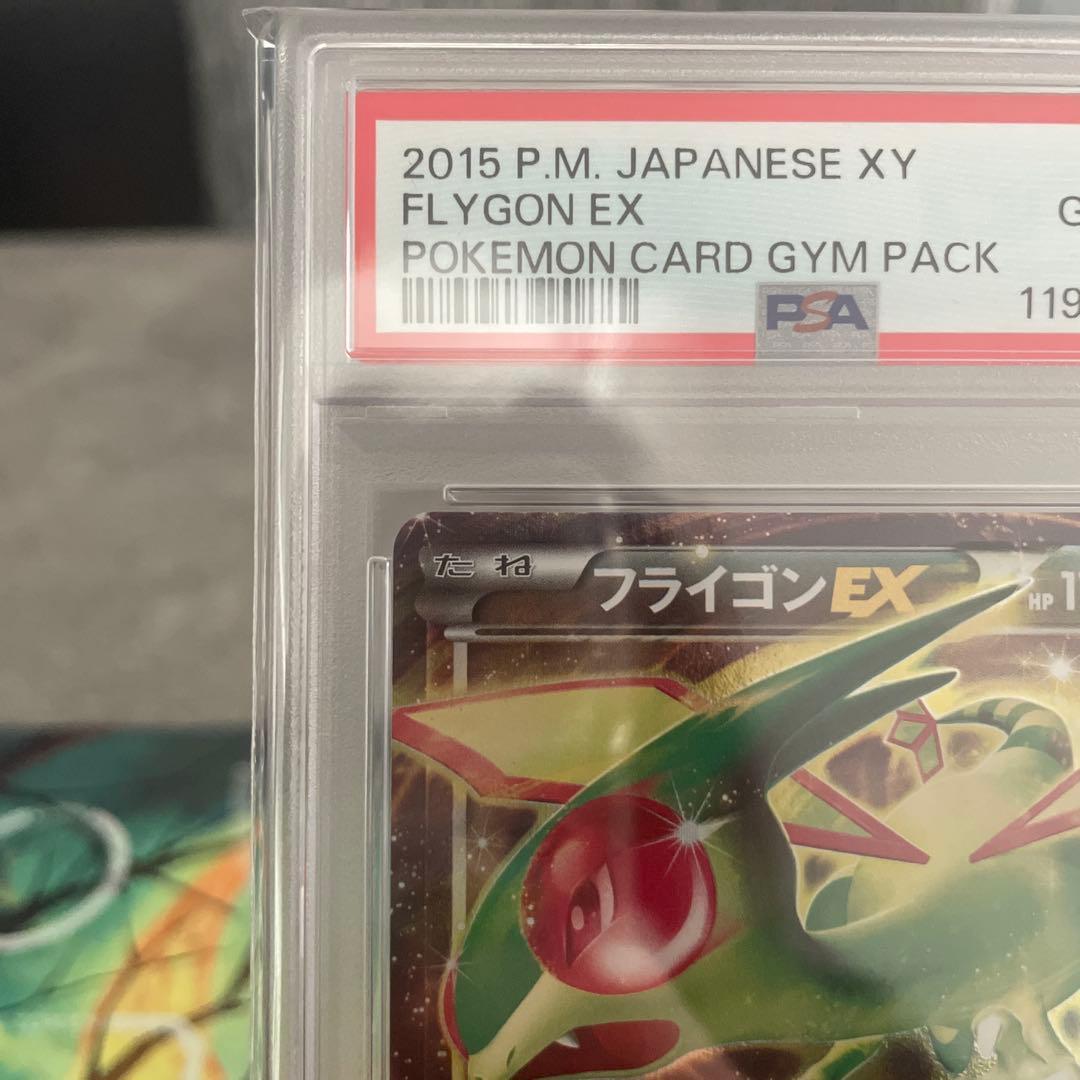 2015 P.M. JAPANESE XY
FLYGON EX
POKEMON CARD GYM PACK
PSA
たね フライゴンEX HP